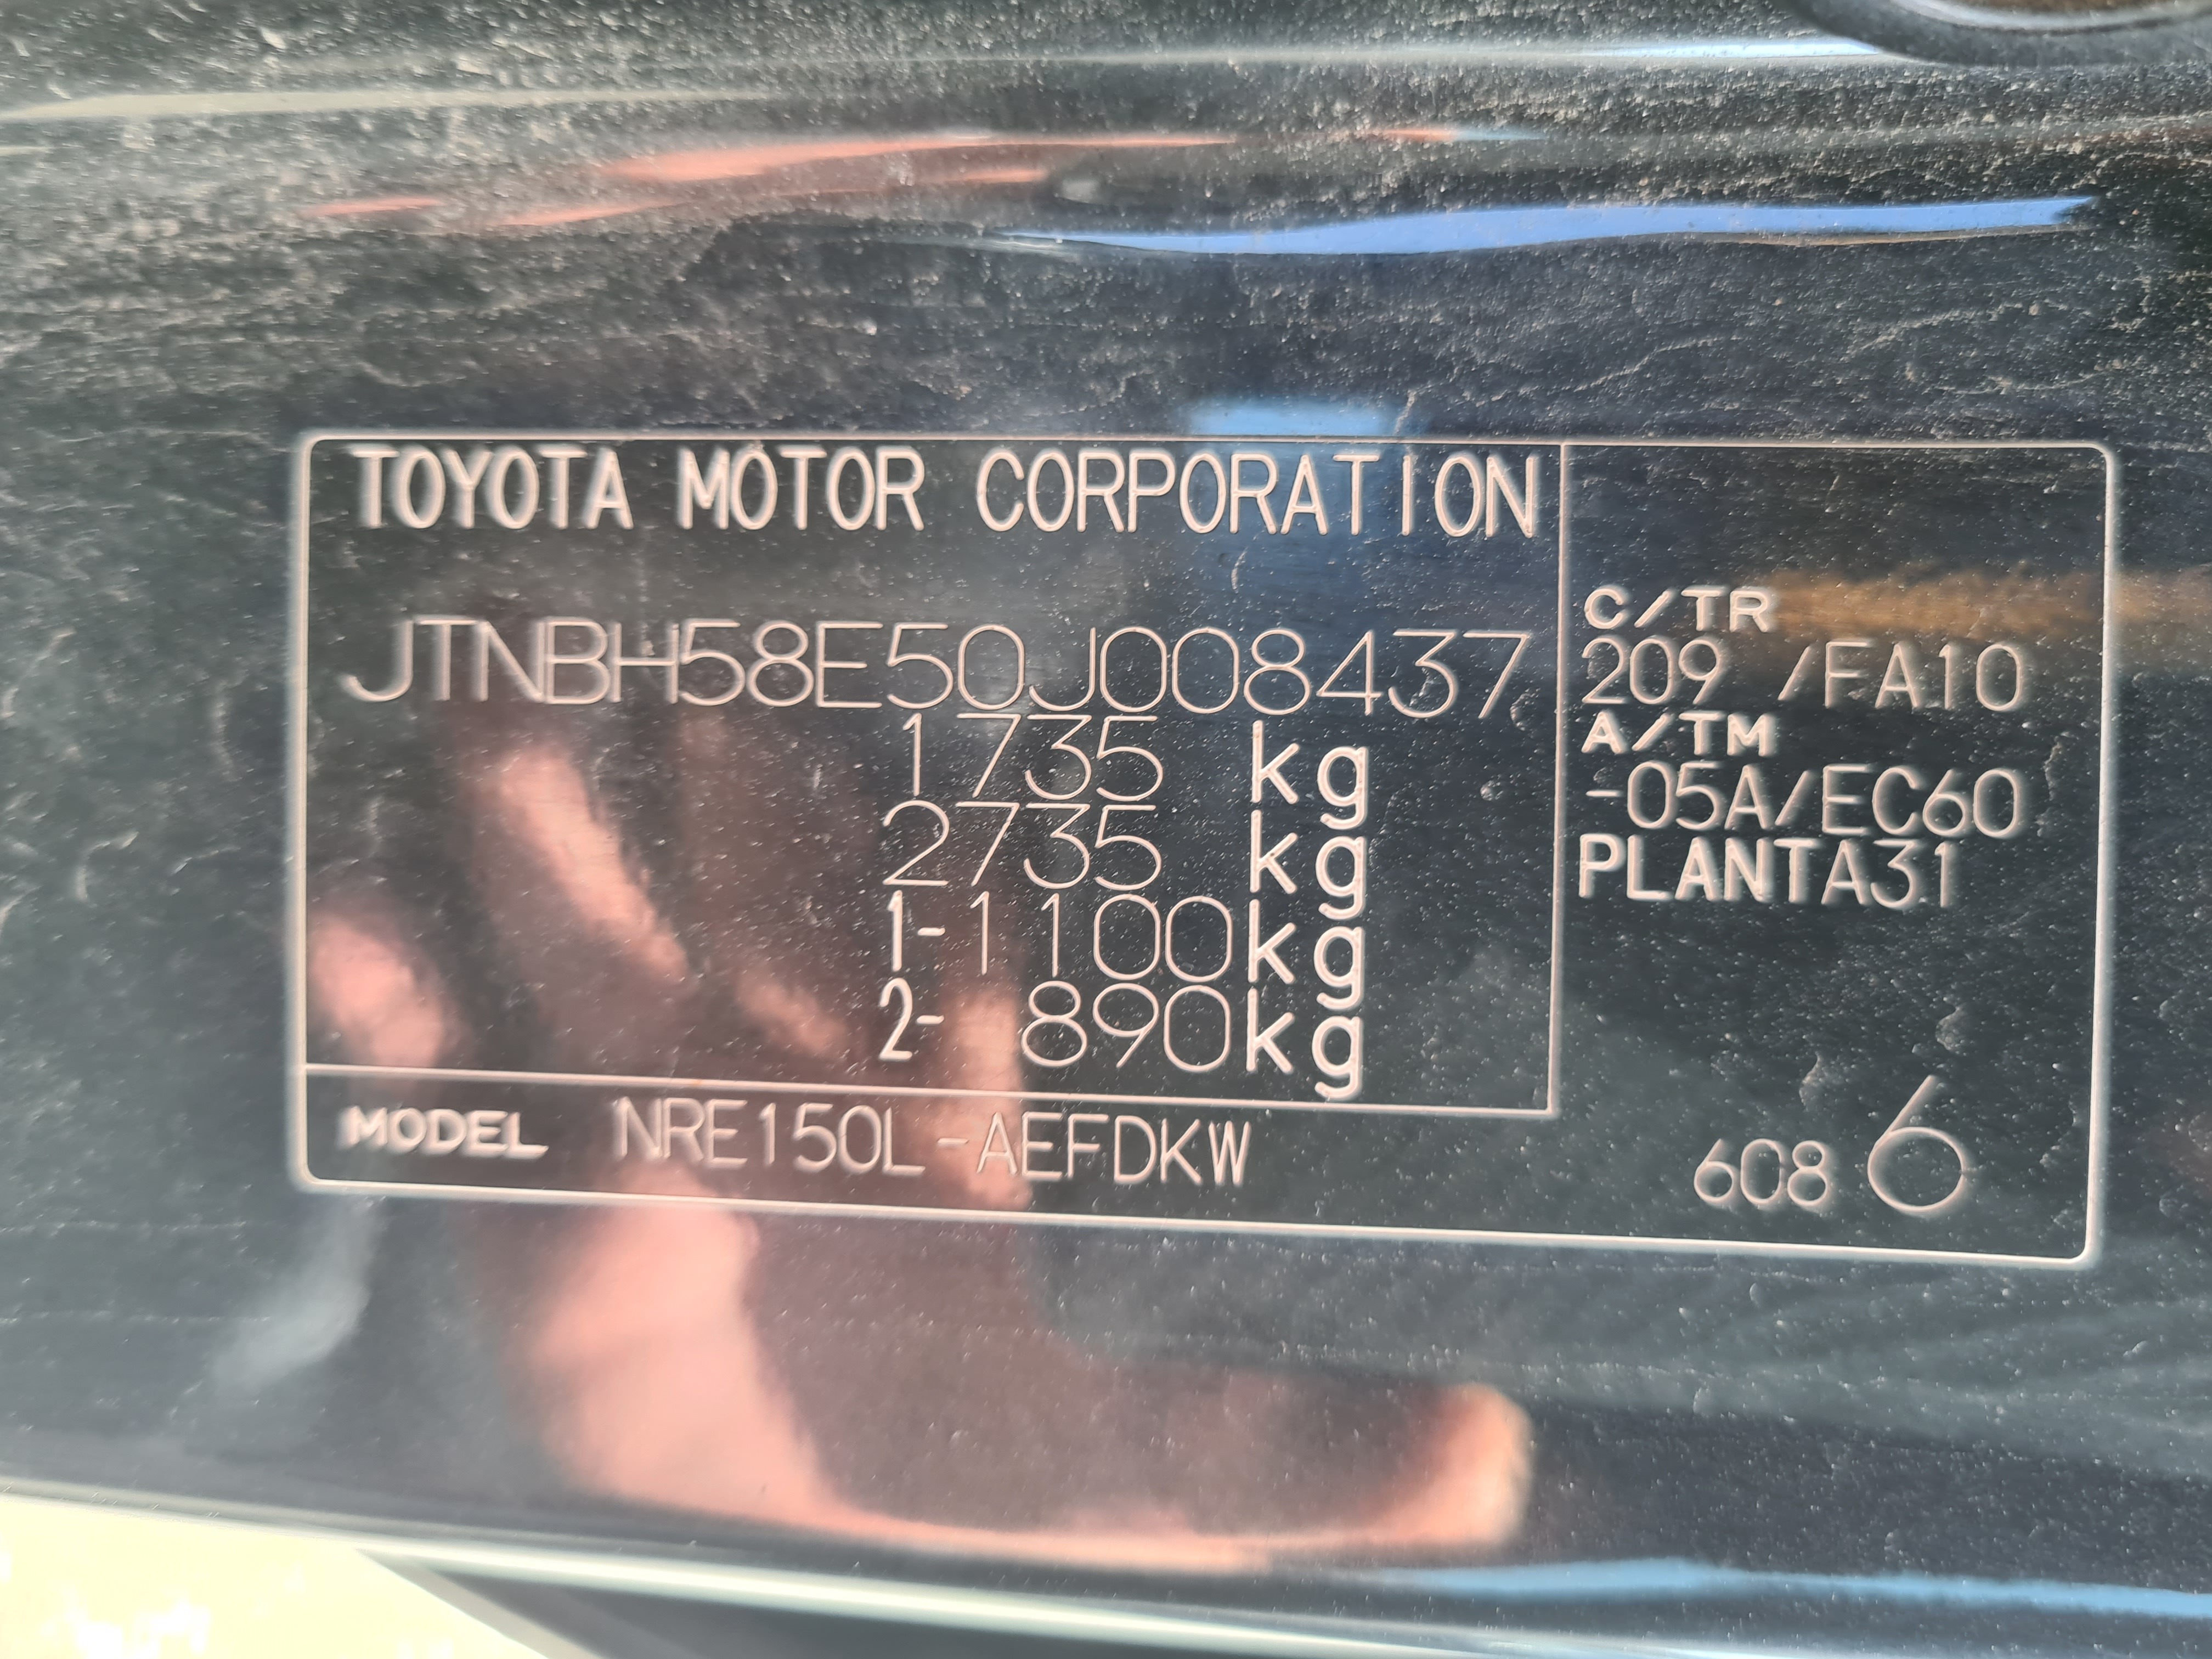 TOYOTA MOTOR CORPORATION
JTNBH58E50J008437
1735 kg
2735 kg
1-1100kg
2- 890kg
MODEL NRE150L-AEFDKW
C/TR
209 /FA10
A/TM
-05A/EC60
PLANTA31
608 6